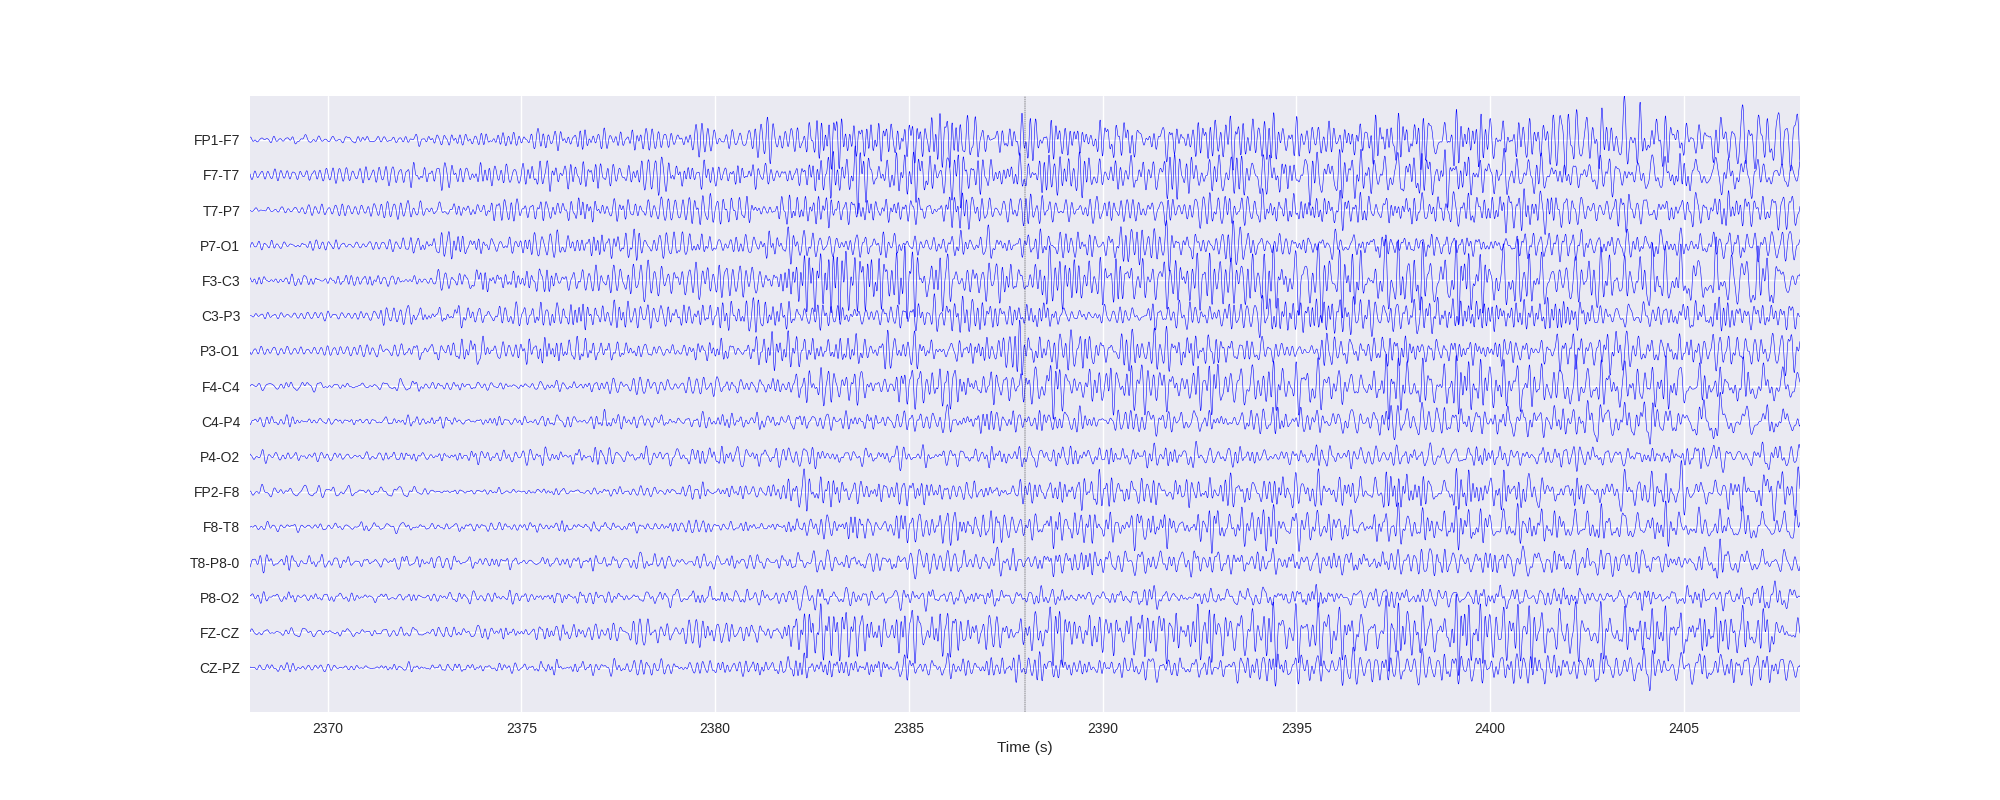 FP1-F7
F7-T7
T7-P7
P7-O1
F3-C3
C3-P3
P3-O1
F4-C4
C4-P4
P4-O2
FP2-F8
F8-T8
T8-P8-0
P8-O2
FZ-CZ
CZ-PZ
2370 2375 2380 2385 2390 2395 2400 2405
Time (s)